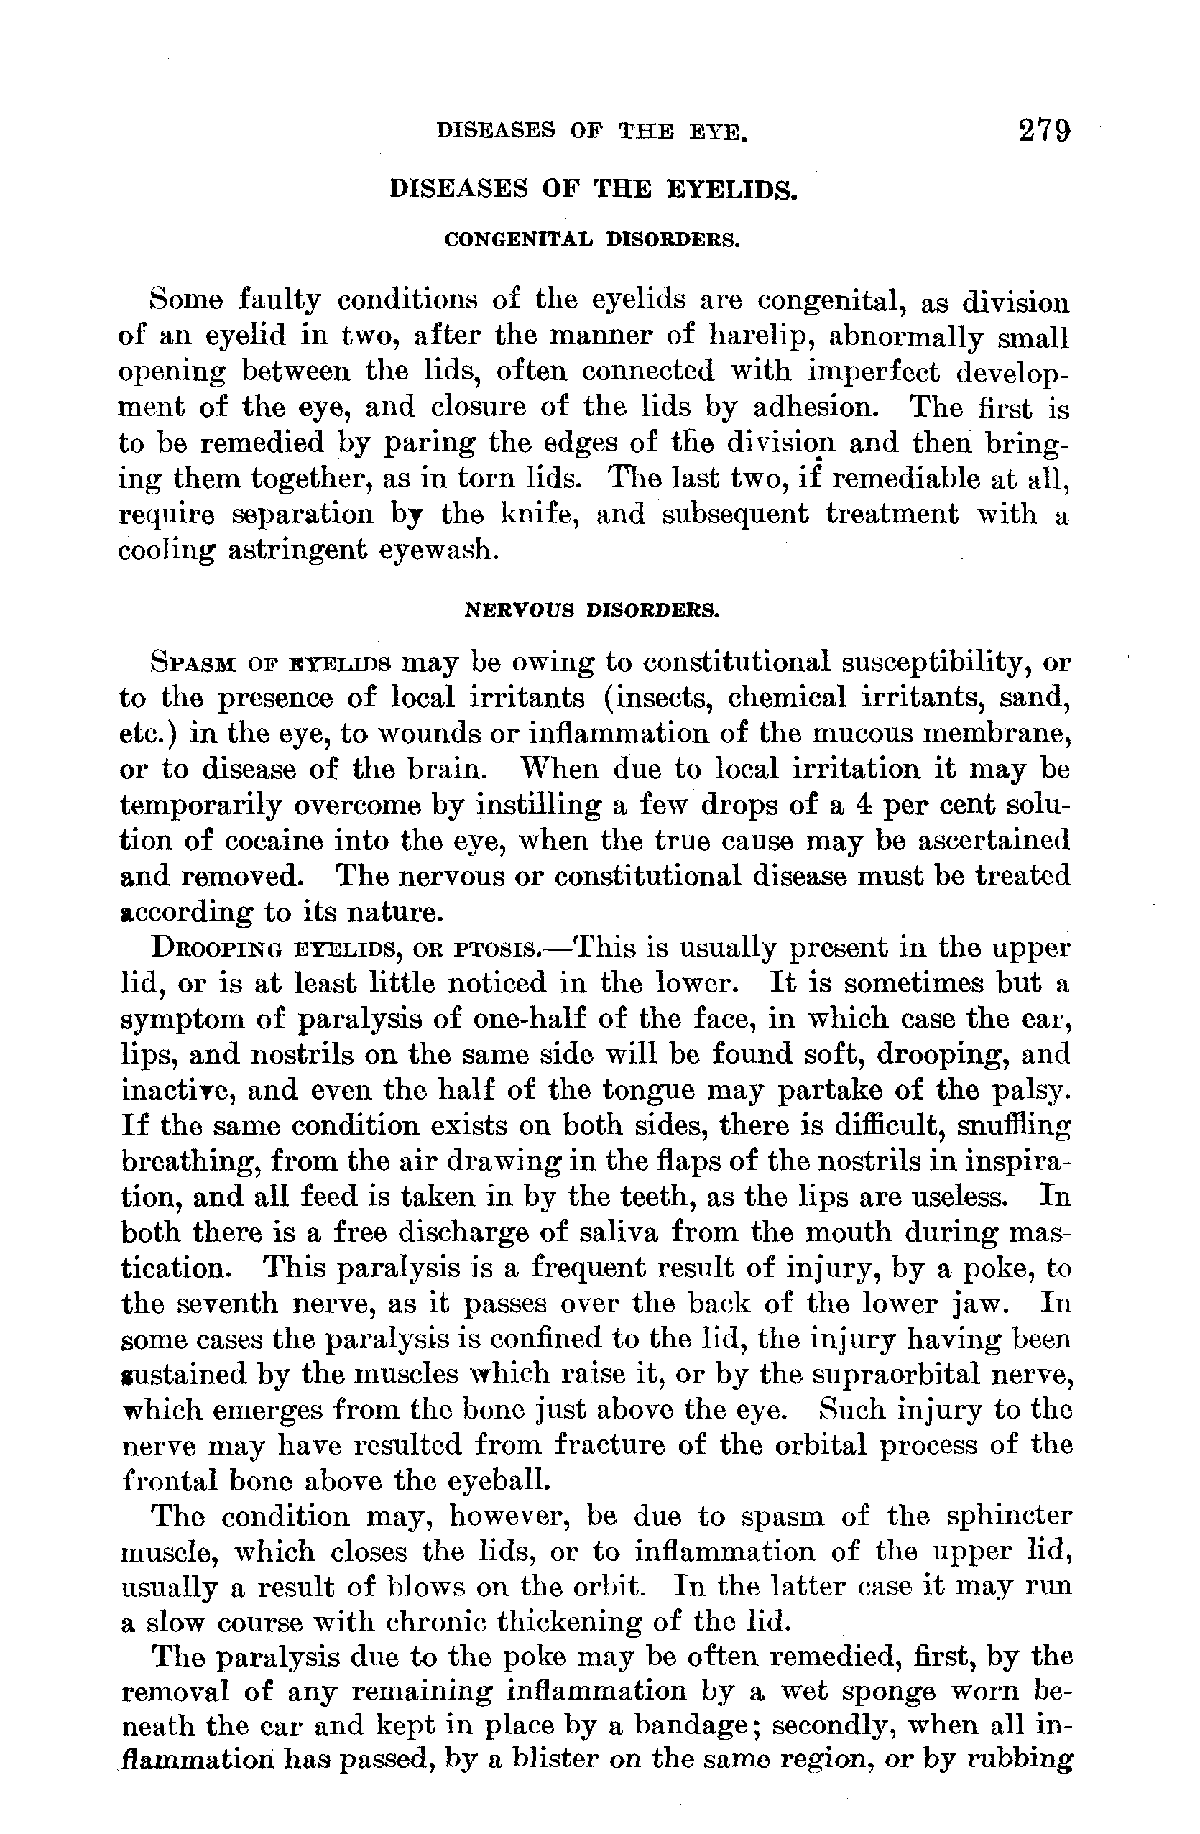 DISEASES OF THE EYE. 279
DISEASES OF THE EYELIDS.
CONGENITAL DISORDERS.
Some faulty conditions of the eyelids are congenital, as division
of an eyelid in two, after the manner of harelip, abnormally small
opening between the lids, often connected with imperfect develop-
ment of the eye, and closure of the lids by adhesion. The first is
to be remedied by paring the edges of the division and then bring-
ing them together, as in torn lids. The last two, if remediable at all,
require separation by the knife, and subsequent treatment with a
cooling astringent eyewash.
NERVOUS DISORDERS.
SPASM OF EYELIDS may be owing to constitutional susceptibility, or
to the presence of local irritants (insects, chemical irritants, sand,
etc.) in the eye, to wounds or inflammation of the mucous membrane,
or to disease of the brain. When due to local irritation it may be
temporarily overcome by instilling a few drops of a 4 per cent solu-
tion of cocaine into the eye, when the true cause may be ascertained
and removed. The nervous or constitutional disease must be treated
according to its nature.
DROOPING EYELIDS, OR PTOSIS.—This is usually present in the upper
lid, or is at least little noticed in the lower. It is sometimes but a
symptom of paralysis of one-half of the face, in which case the ear,
lips, and nostrils on the same side will be found soft, drooping, and
inactive, and even the half of the tongue may partake of the palsy.
If the same condition exists on both sides, there is difficult, snuffling
breathing, from the air drawing in the flaps of the nostrils in inspira-
tion, and all feed is taken in by the teeth, as the lips are useless. In
both there is a free discharge of saliva from the mouth during mas-
tication. This paralysis is a frequent result of injury, by a poke, to
the seventh nerve, as it passes over the back of the lower jaw. In
some cases the paralysis is confined to the lid, the injury having been
sustained by the muscles which raise it, or by the supraorbital nerve,
which emerges from the bone just above the eye. Such injury to the
nerve may have resulted from fracture of the orbital process of the
frontal bone above the eyeball.
The condition may, however, be due to spasm of the sphincter
muscle, which closes the lids, or to inflammation of the upper lid,
usually a result of blows on the orbit. In the latter case it may run
a slow course with chronic thickening of the lid.
The paralysis due to the poke may be often remedied, first, by the
removal of any remaining inflammation by a wet sponge worn be-
neath the ear and kept in place by a bandage; secondly, when all in-
flammation has passed, by a blister on the same region, or by rubbing